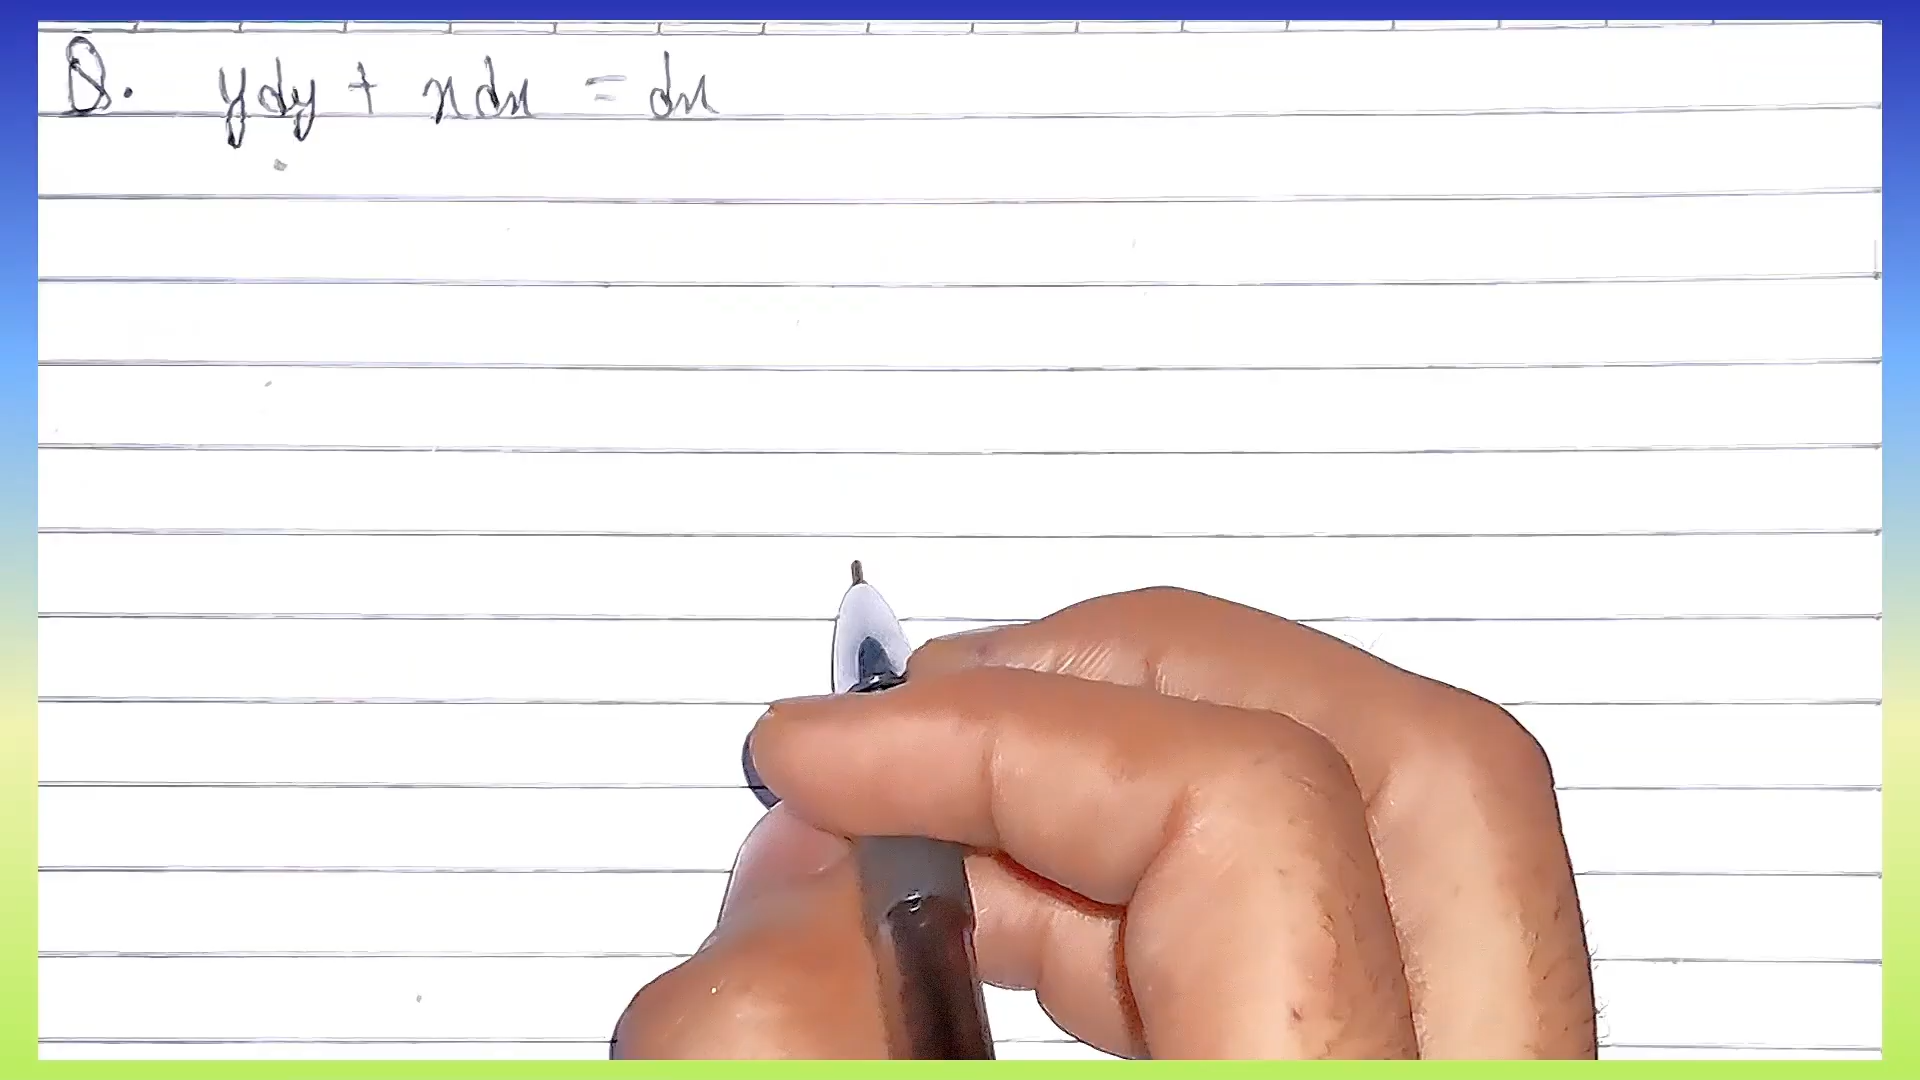 Q. ydy + xdx = dx